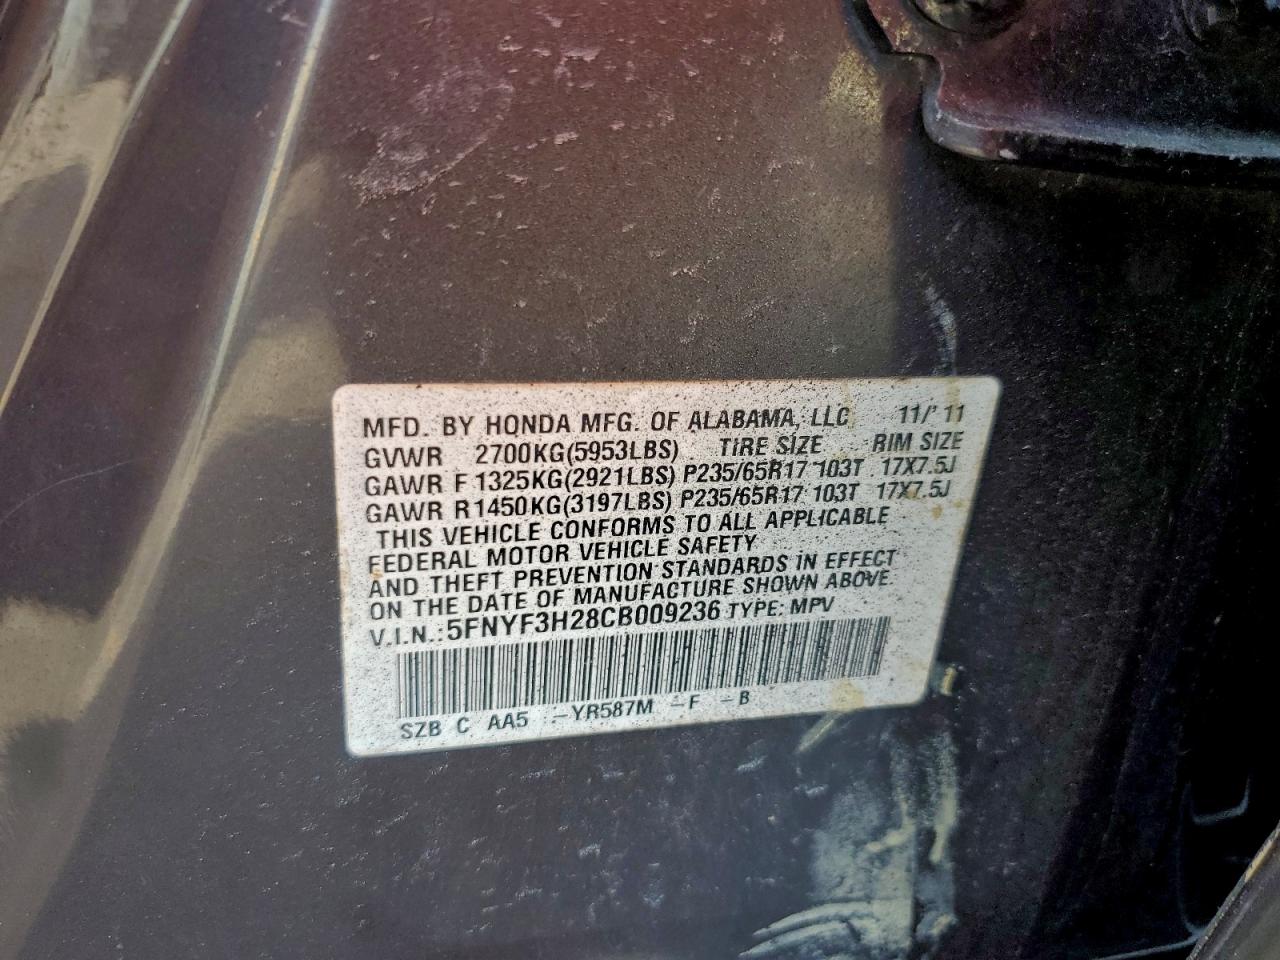 MFD. BY HONDA MFG. OF ALABAMA, LLC 11/'11
GVWR 2700KG(5953LBS) TIRE SIZE RIM SIZE
GAWR F 1325KG(2921LBS) P235/65R17 103T 17X7.5J
GAWR R 1450KG(3197LBS) P235/65R17 103T 17X7.5J
THIS VEHICLE CONFORMS TO ALL APPLICABLE
FEDERAL MOTOR VEHICLE SAFETY
AND THEFT PREVENTION STANDARDS IN EFFECT
ON THE DATE OF MANUFACTURE SHOWN ABOVE.
V.I.N.:5FNYF3H28CB009236 TYPE: MPV
SZB C AA5 -YR587M -F -B